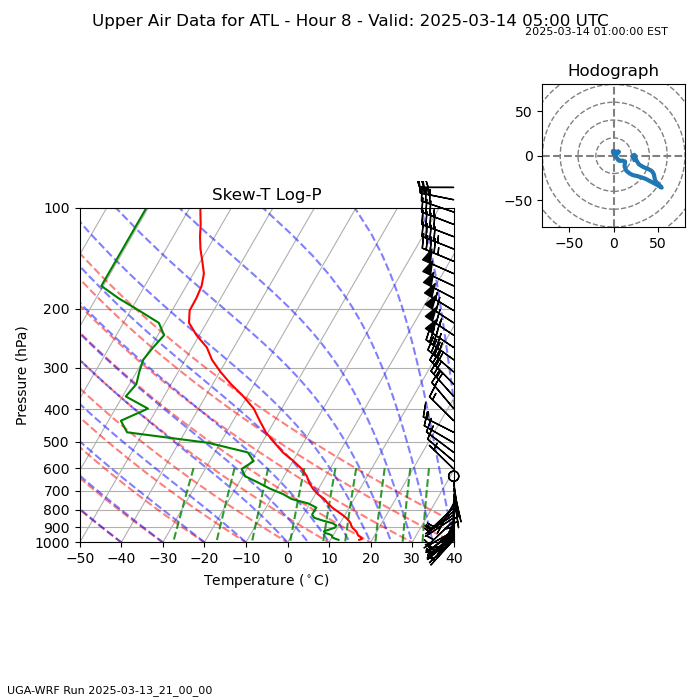 Upper Air Data for ATL - Hour 8 - Valid: 2025-03-14 05:00 UTC
2025-03-14 01:00:00 EST
Hodograph
50
0
−50
−50 0 50
Skew-T Log-P
100
200
300
400
500
600
700
800
900
1000
Pressure (hPa)
−50 −40 −30 −20 −10 0 10 20 30 40
Temperature (°C)
UGA-WRF Run 2025-03-13_21_00_00